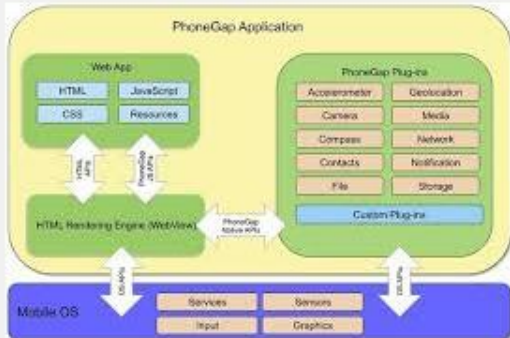 PhoneGap Application
Web App
HTML
JavaScript
CSS
Resources
HTML
APIs
PhoneGap
JS APIs
HTML Rendering Engine (WebView)
PhoneGap
Native APIs
PhoneGap Plug-ins
Accelerometer
Geolocation
Camera
Media
Compass
Network
Contacts
Notification
File
Storage
Custom Plug-ins
OS APIs
OS APIs
Mobile OS
Services
Sensors
Input
Graphics